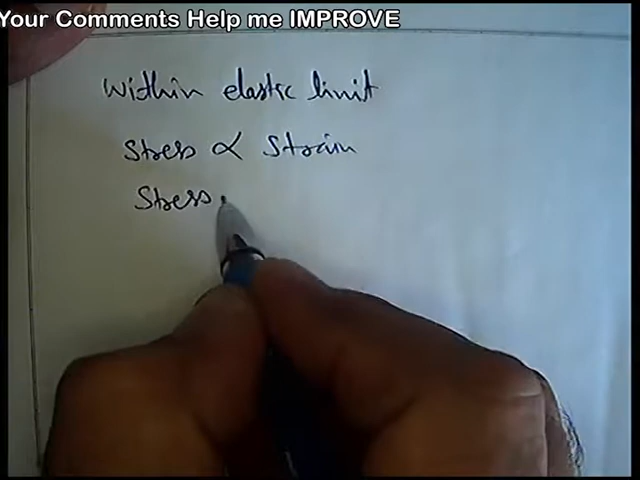 Your Comments Help me IMPROVE
within elastic limit
Stress ∝ Strain
Stress